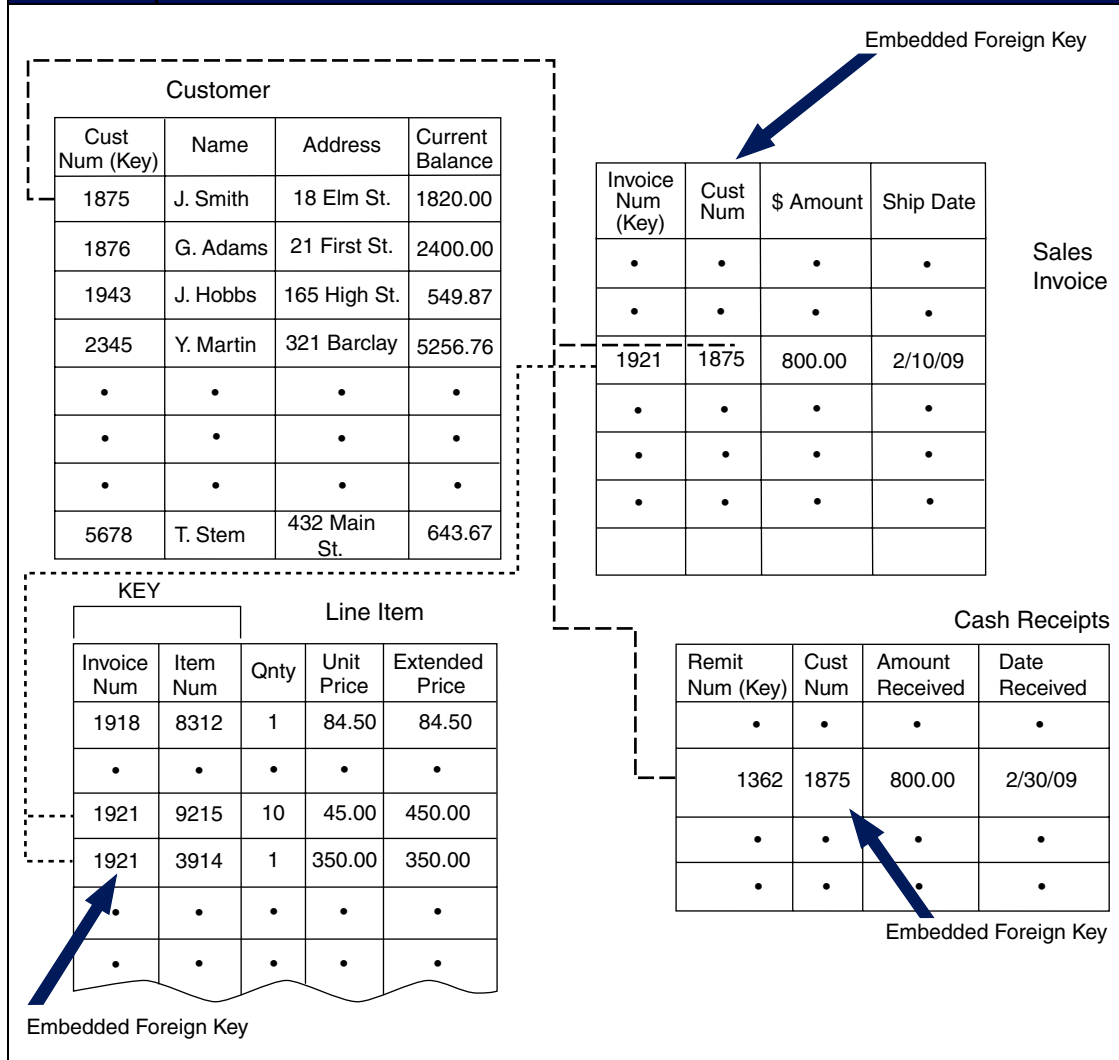 Embedded Foreign Key
Customer
Cust Num (Key) Name Address Current Balance
1875 J. Smith 18 Elm St. 1820.00
1876 G. Adams 21 First St. 2400.00
1943 J. Hobbs 165 High St. 549.87
2345 Y. Martin 321 Barclay 5256.76
• • • •
• • • •
• • • •
5678 T. Stem 432 Main St. 643.67
Invoice Num (Key) Cust Num $ Amount Ship Date
• • • •
• • • •
1921 1875 800.00 2/10/09
• • • •
• • • •
• • • •
Sales
Invoice
KEY
Line Item
Invoice Num Item Num Qnty Unit Price Extended Price
1918 8312 1 84.50 84.50
• • • • •
1921 9215 10 45.00 450.00
1921 3914 1 350.00 350.00
• • • • •
• • • • •
Embedded Foreign Key
Cash Receipts
Remit Num (Key) Cust Num Amount Received Date Received
• • • •
1362 1875 800.00 2/30/09
• • • •
• • • •
Embedded Foreign Key